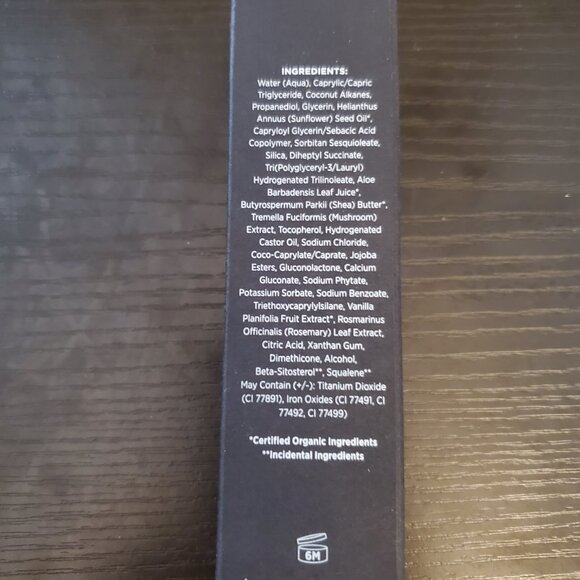 INGREDIENTS:
Water (Aqua), Caprylic/Capric
Triglyceride, Coconut Alkanes,
Propanediol, Glycerin, Helianthus
Annuus (Sunflower) Seed Oil*,
Capryloyl Glycerin/Sebacic Acid
Copolymer, Sorbitan Sesquioleate,
Silica, Diheptyl Succinate,
Tri(Polyglyceryl-3/Lauryl)
Hydrogenated Trilinoleate, Aloe
Barbadensis Leaf Juice*,
Butyrospermum Parkii (Shea) Butter*,
Tremella Fuciformis (Mushroom)
Extract, Tocopherol, Hydrogenated
Castor Oil, Sodium Chloride,
Coco-Caprylate/Caprate, Jojoba
Esters, Gluconolactone, Calcium
Gluconate, Sodium Phytate,
Potassium Sorbate, Sodium Benzoate,
Triethoxycaprylylsilane, Vanilla
Planifolia Fruit Extract*, Rosmarinus
Officinalis (Rosemary) Leaf Extract,
Citric Acid, Xanthan Gum,
Dimethicone, Alcohol,
Beta-Sitosterol**, Squalene**
May Contain (+/-): Titanium Dioxide
(CI 77891), Iron Oxides (CI 77491, CI
77492, CI 77499)
*Certified Organic Ingredients
**Incidental Ingredients
6M